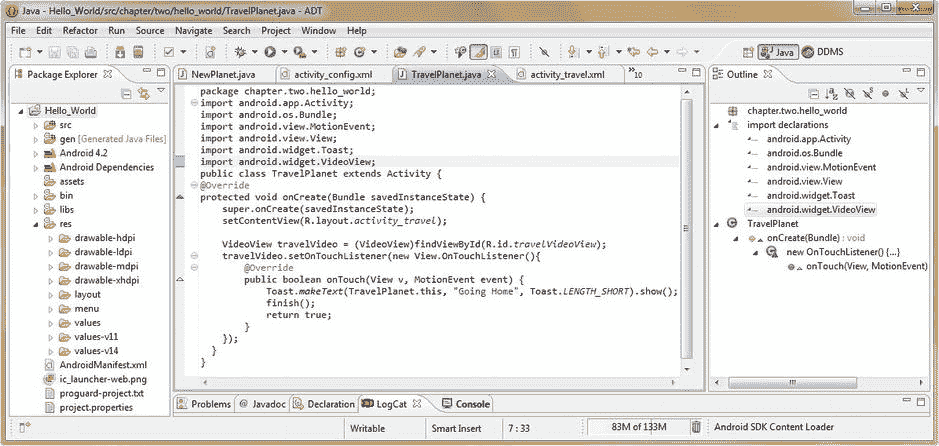 Java - Hello_World/src/chapter/two/hello_world/TravelPlanet.java - ADT
File Edit Refactor Run Source Navigate Search Project Window Help
Java
DDMS
Package Explorer
Hello_World
src
gen [Generated Java Files]
Android 4.2
Android Dependencies
assets
bin
libs
res
drawable-hdpi
drawable-ldpi
drawable-mdpi
drawable-xhdpi
layout
menu
values
values-v11
values-v14
AndroidManifest.xml
ic_launcher-web.png
proguard-project.txt
project.properties
NewPlanet.java
activity_config.xml
TravelPlanet.java
activity_travel.xml
»10
package chapter.two.hello_world;
import android.app.Activity;
import android.os.Bundle;
import android.view.MotionEvent;
import android.view.View;
import android.widget.Toast;
import android.widget.VideoView;
public class TravelPlanet extends Activity {
@Override
protected void onCreate(Bundle savedInstanceState) {
super.onCreate(savedInstanceState);
setContentView(R.layout.activity_travel);
VideoView travelVideo = (VideoView)findViewById(R.id.travelVideoView);
travelVideo.setOnTouchListener(new View.OnTouchListener(){
@Override
public boolean onTouch(View v, MotionEvent event) {
Toast.makeText(TravelPlanet.this, "Going Home", Toast.LENGTH_SHORT).show();
finish();
return true;
}
});
}
}
Outline
chapter.two.hello_world
import declarations
android.app.Activity
android.os.Bundle
android.view.MotionEvent
android.view.View
android.widget.Toast
android.widget.VideoView
TravelPlanet
onCreate(Bundle) : void
new OnTouchListener() {...}
onTouch(View, MotionEvent)
Problems
@ Javadoc
Declaration
LogCat
Console
Writable
Smart Insert
7 : 33
83M of 133M
Android SDK Content Loader